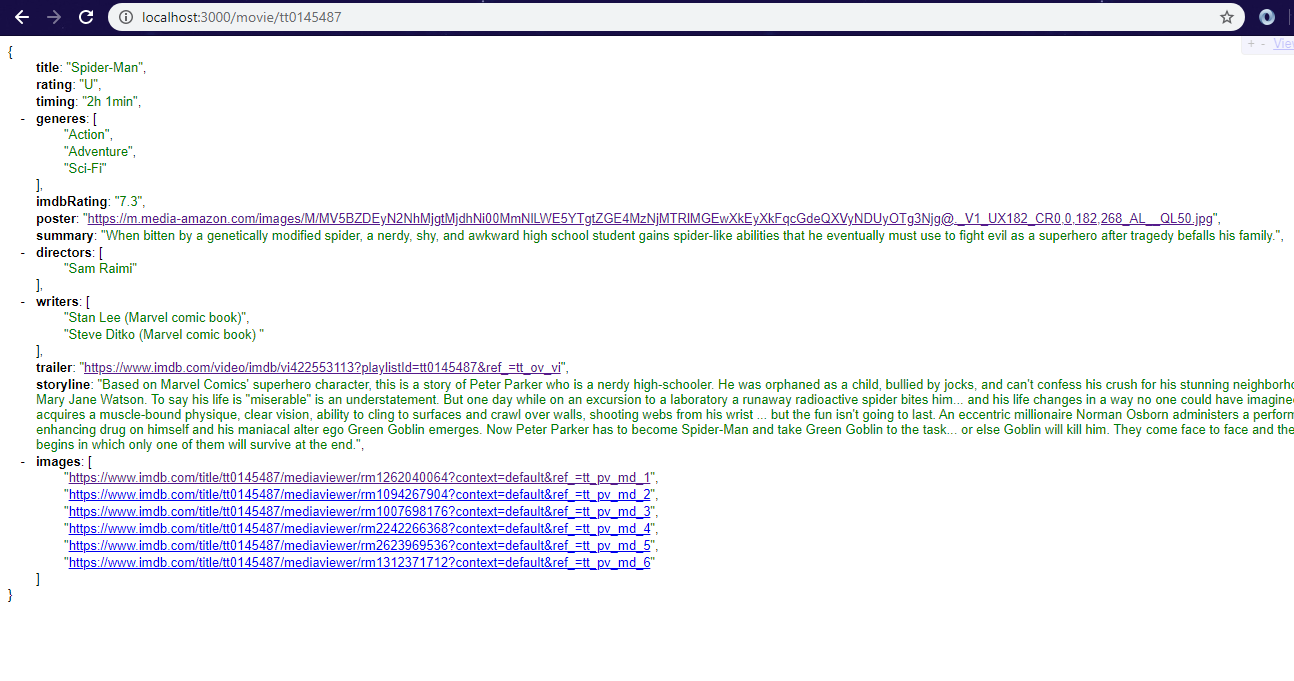 localhost:3000/movie/tt0145487
+ - View
{
title: "Spider-Man",
rating: "U",
timing: "2h 1min",
- generes: [
"Action",
"Adventure",
"Sci-Fi"
],
imdbRating: "7.3",
poster: "https://m.media-amazon.com/images/M/MV5BZDEyN2NhMjgtMjdhNi00MmNlLWE5YTgtZGE4MzNjMTRlMGEwXkEyXkFqcGdeQXVyNDUyOTg3Njg@._V1_UX182_CR0,0,182,268_AL__QL50.jpg",
summary: "When bitten by a genetically modified spider, a nerdy, shy, and awkward high school student gains spider-like abilities that he eventually must use to fight evil as a superhero after tragedy befalls his family.",
- directors: [
"Sam Raimi"
],
- writers: [
"Stan Lee (Marvel comic book)",
"Steve Ditko (Marvel comic book) "
],
trailer: "https://www.imdb.com/video/imdb/vi422553113?playlistId=tt0145487&ref_=tt_ov_vi",
storyline: "Based on Marvel Comics' superhero character, this is a story of Peter Parker who is a nerdy high-schooler. He was orphaned as a child, bullied by jocks, and can't confess his crush for his stunning
Mary Jane Watson. To say his life is "miserable" is an understatement. But one day while on an excursion to a laboratory a runaway radioactive spider bites him... and his life changes in a way no one could have
acquires a muscle-bound physique, clear vision, ability to cling to surfaces and crawl over walls, shooting webs from his wrist ... but the fun isn't going to last. An eccentric millionaire Norman Osborn administers a
enhancing drug on himself and his maniacal alter ego Green Goblin emerges. Now Peter Parker has to become Spider-Man and take Green Goblin to the task... or else Goblin will kill him. They come face to face and
begins in which only one of them will survive at the end.",
- images: [
"https://www.imdb.com/title/tt0145487/mediaviewer/rm1262040064?context=default&ref_=tt_pv_md_1",
"https://www.imdb.com/title/tt0145487/mediaviewer/rm1094267904?context=default&ref_=tt_pv_md_2",
"https://www.imdb.com/title/tt0145487/mediaviewer/rm1007698176?context=default&ref_=tt_pv_md_3",
"https://www.imdb.com/title/tt0145487/mediaviewer/rm2242266368?context=default&ref_=tt_pv_md_4",
"https://www.imdb.com/title/tt0145487/mediaviewer/rm2623969536?context=default&ref_=tt_pv_md_5",
"https://www.imdb.com/title/tt0145487/mediaviewer/rm1312371712?context=default&ref_=tt_pv_md_6"
]
}